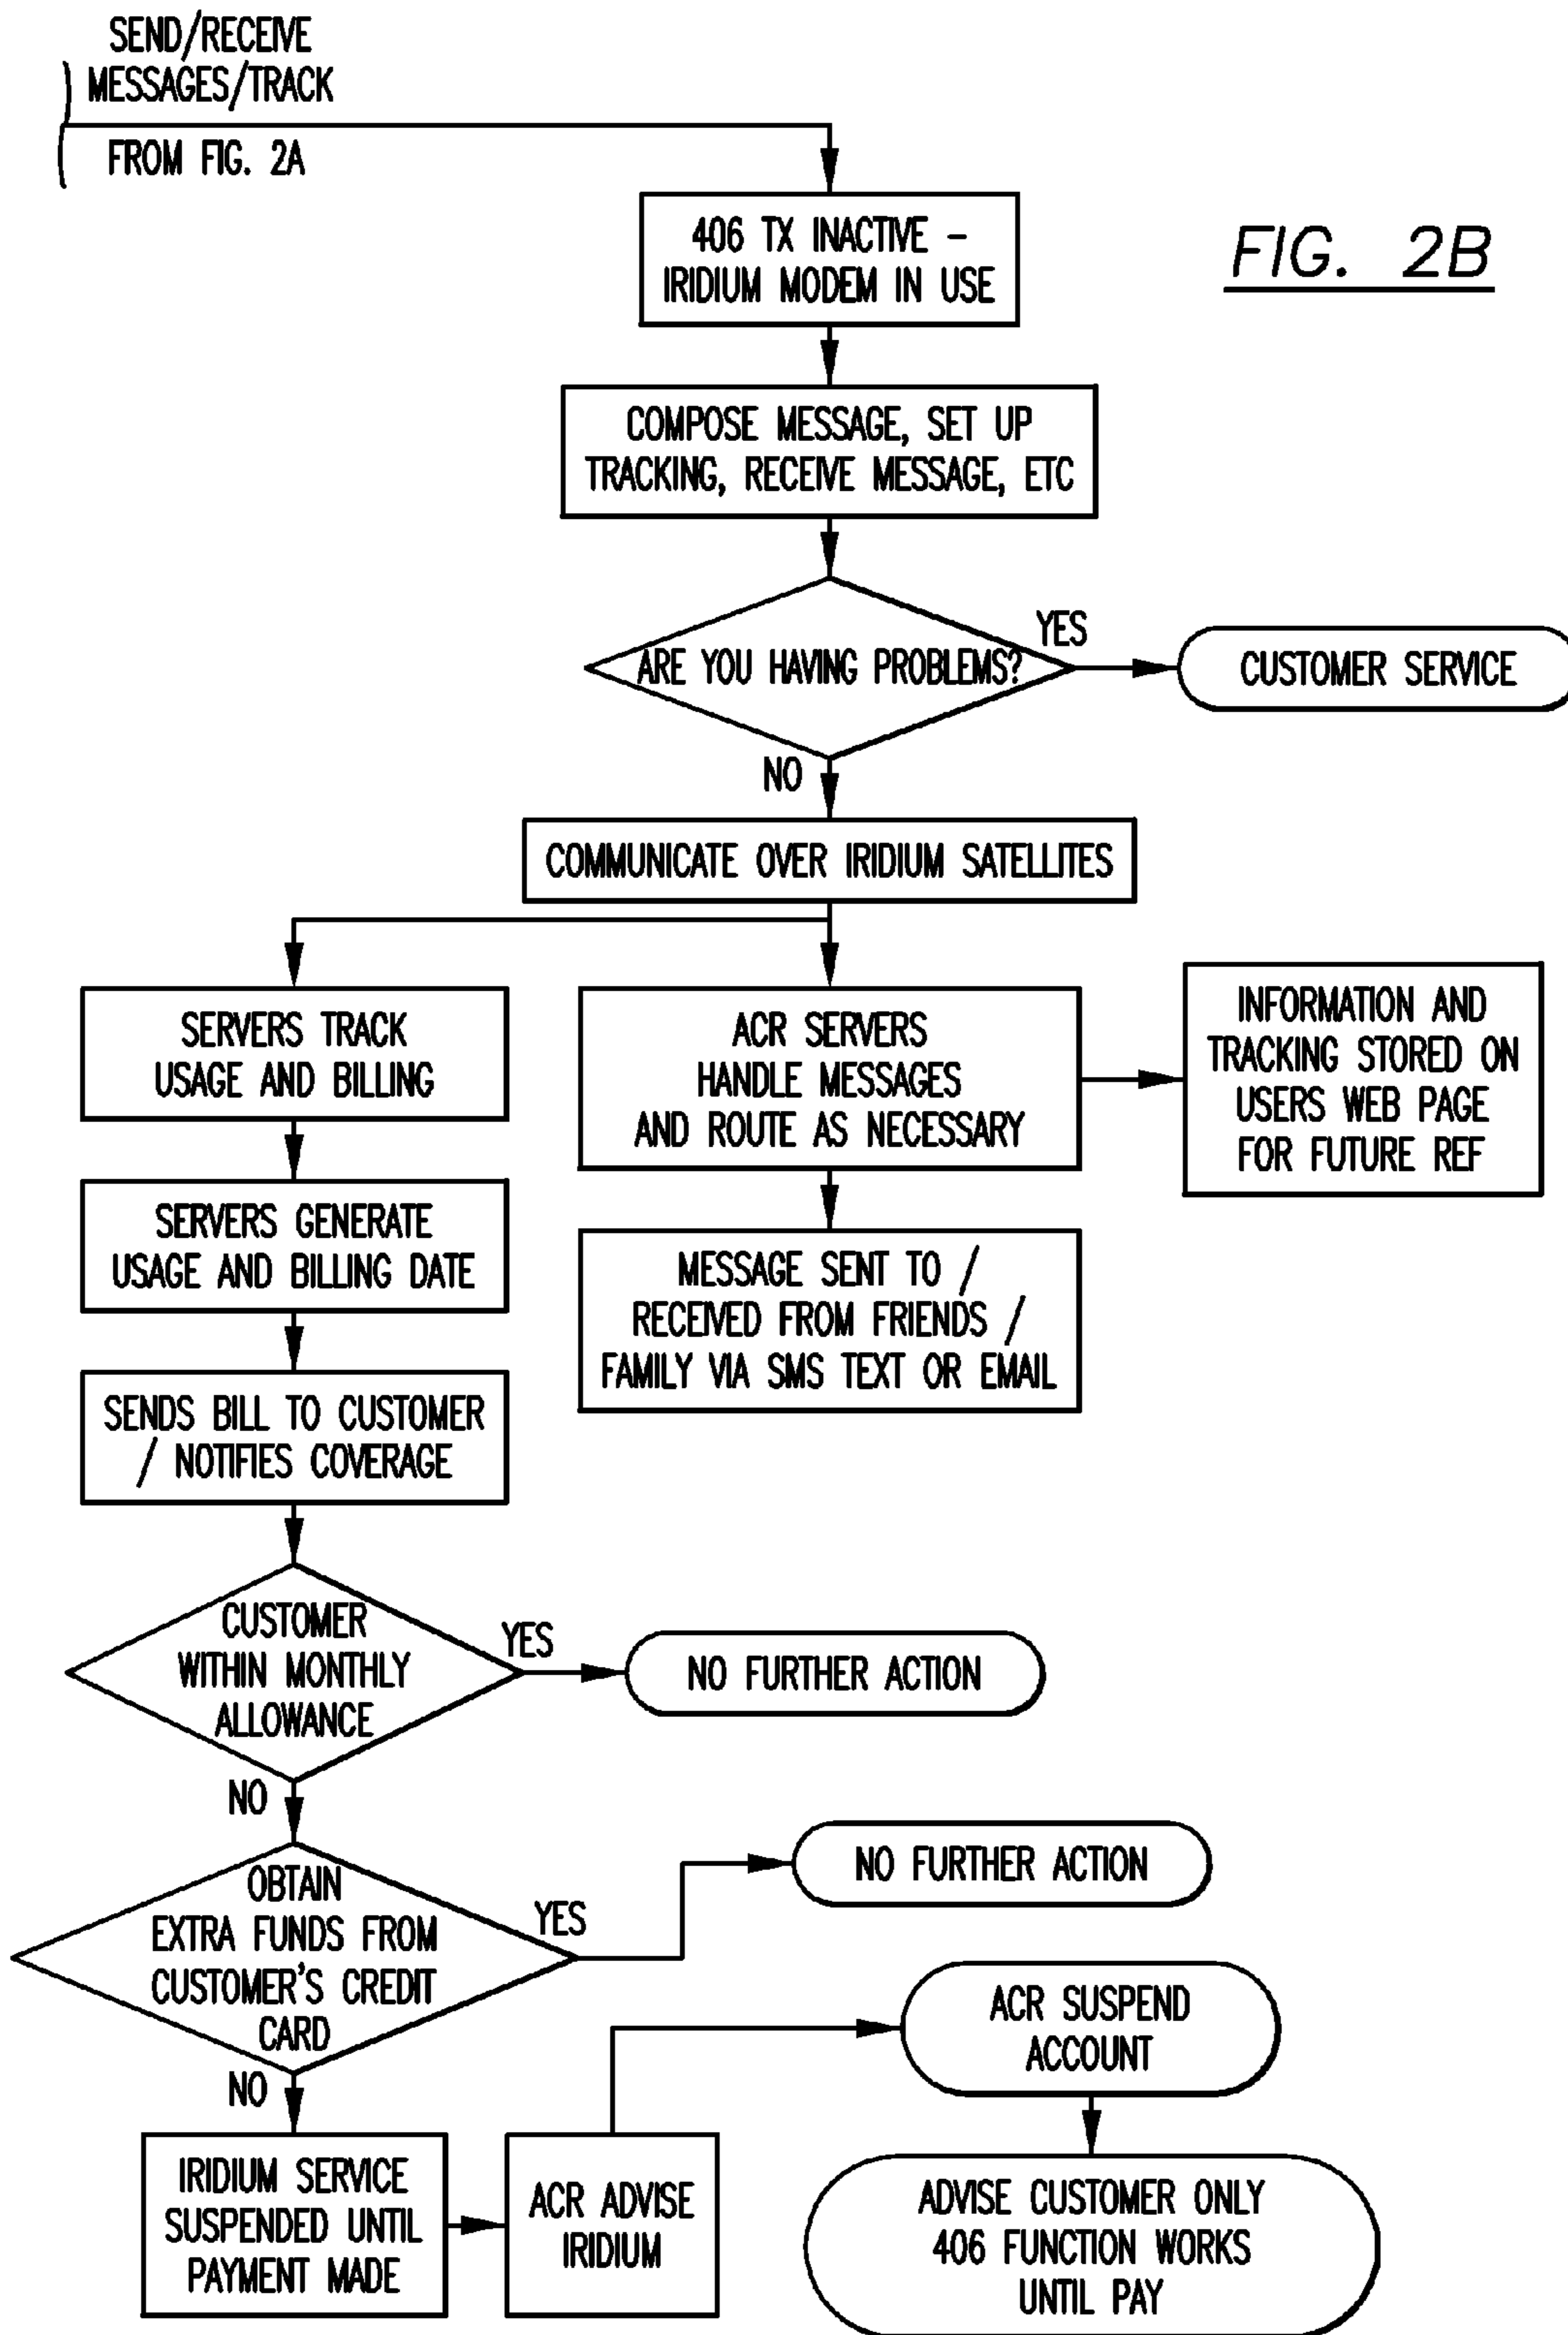 SEND/RECEIVE
MESSAGES/TRACK
FROM FIG. 2A
FIG. 2B
406 TX INACTIVE -
IRIDIUM MODEM IN USE
COMPOSE MESSAGE, SET UP
TRACKING, RECEIVE MESSAGE, ETC
ARE YOU HAVING PROBLEMS?
YES
CUSTOMER SERVICE
NO
COMMUNICATE OVER IRIDIUM SATELLITES
SERVERS TRACK
USAGE AND BILLING
ACR SERVERS
HANDLE MESSAGES
AND ROUTE AS NECESSARY
INFORMATION AND
TRACKING STORED ON
USERS WEB PAGE
FOR FUTURE REF
SERVERS GENERATE
USAGE AND BILLING DATE
MESSAGE SENT TO /
RECEIVED FROM FRIENDS /
FAMILY VIA SMS TEXT OR EMAIL
SENDS BILL TO CUSTOMER
/ NOTIFIES COVERAGE
CUSTOMER
WITHIN MONTHLY
ALLOWANCE
YES
NO FURTHER ACTION
NO
OBTAIN
EXTRA FUNDS FROM
CUSTOMER'S CREDIT
CARD
YES
NO FURTHER ACTION
NO
IRIDIUM SERVICE
SUSPENDED UNTIL
PAYMENT MADE
ACR ADVISE
IRIDIUM
ACR SUSPEND
ACCOUNT
ADVISE CUSTOMER ONLY
406 FUNCTION WORKS
UNTIL PAY